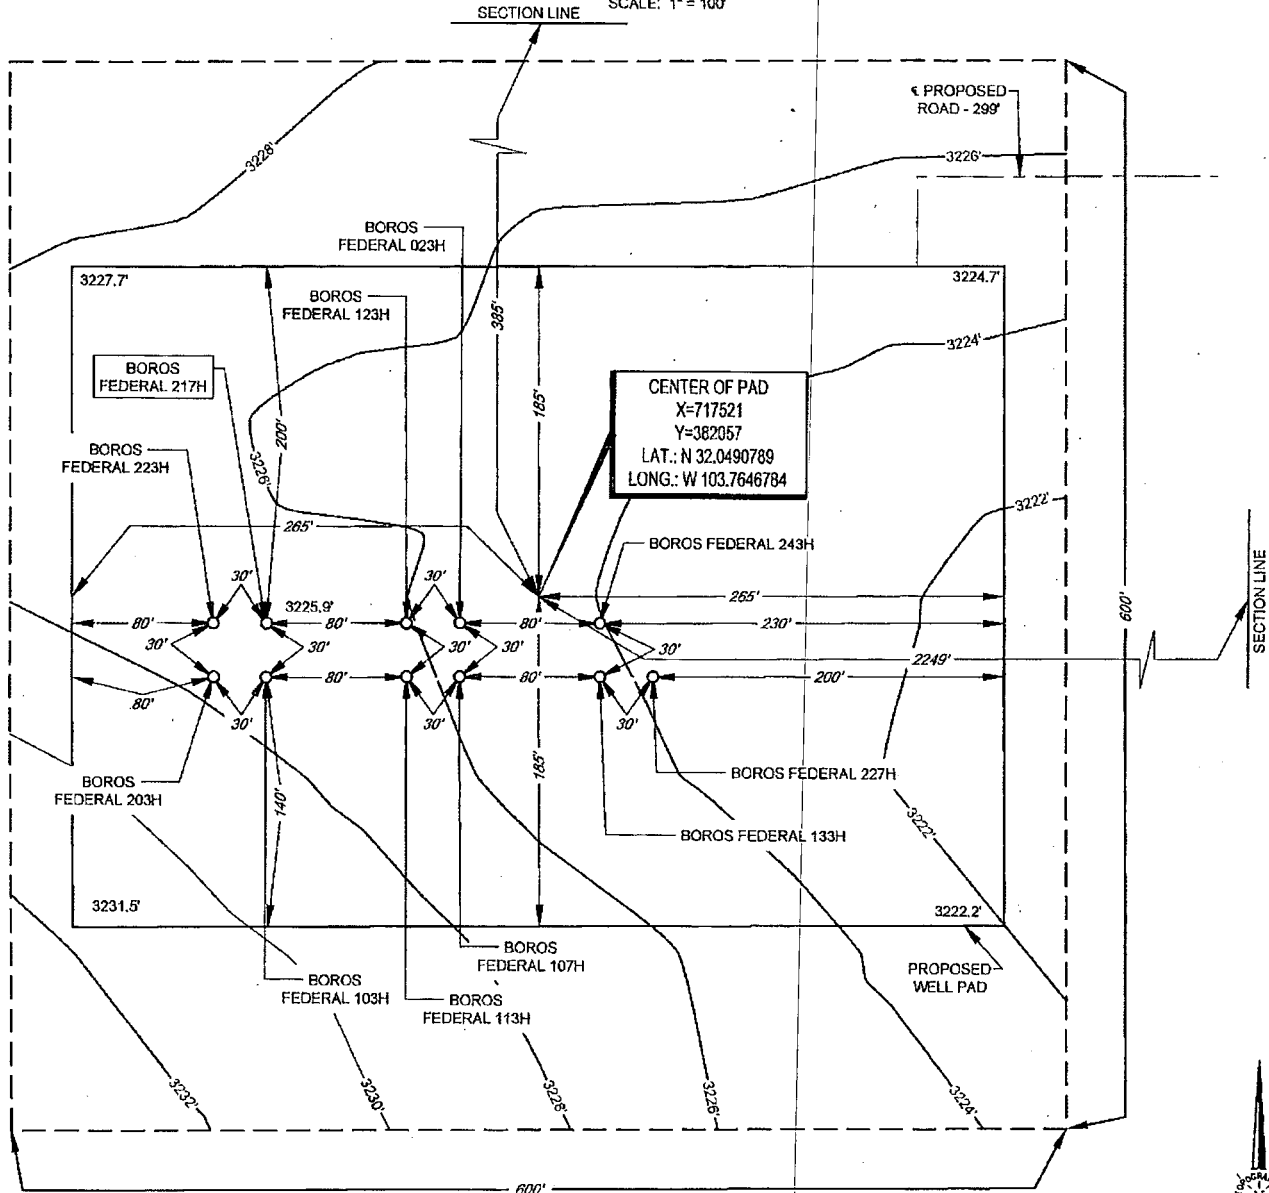 SCALE: 1" = 100'
SECTION LINE
℄ PROPOSED
ROAD - 299'
3228'
3226'
BOROS
FEDERAL 023H
3227.7'
3224.7'
BOROS
FEDERAL 123H
385'
3224'
BOROS
FEDERAL 217H
CENTER OF PAD
X=717521
Y=382057
LAT.: N 32.0490789
LONG.: W 103.7646784
185'
200'
BOROS
FEDERAL 223H
3226'
3222'
265'
BOROS FEDERAL 243H
SECTION LINE
30'
30'
265'
600'
3225.9'
80'
80'
80'
230'
30'
30'
30'
30'
30'
2249'
80'
80'
80'
200'
30'
30'
30'
BOROS
FEDERAL 203H
140'
185'
BOROS FEDERAL 227H
3222'
BOROS FEDERAL 133H
3231.5'
3222.2'
BOROS
FEDERAL 107H
PROPOSED
WELL PAD
BOROS
FEDERAL 103H
BOROS
FEDERAL 113H
3232'
3230'
3228'
3226'
3224'
600'